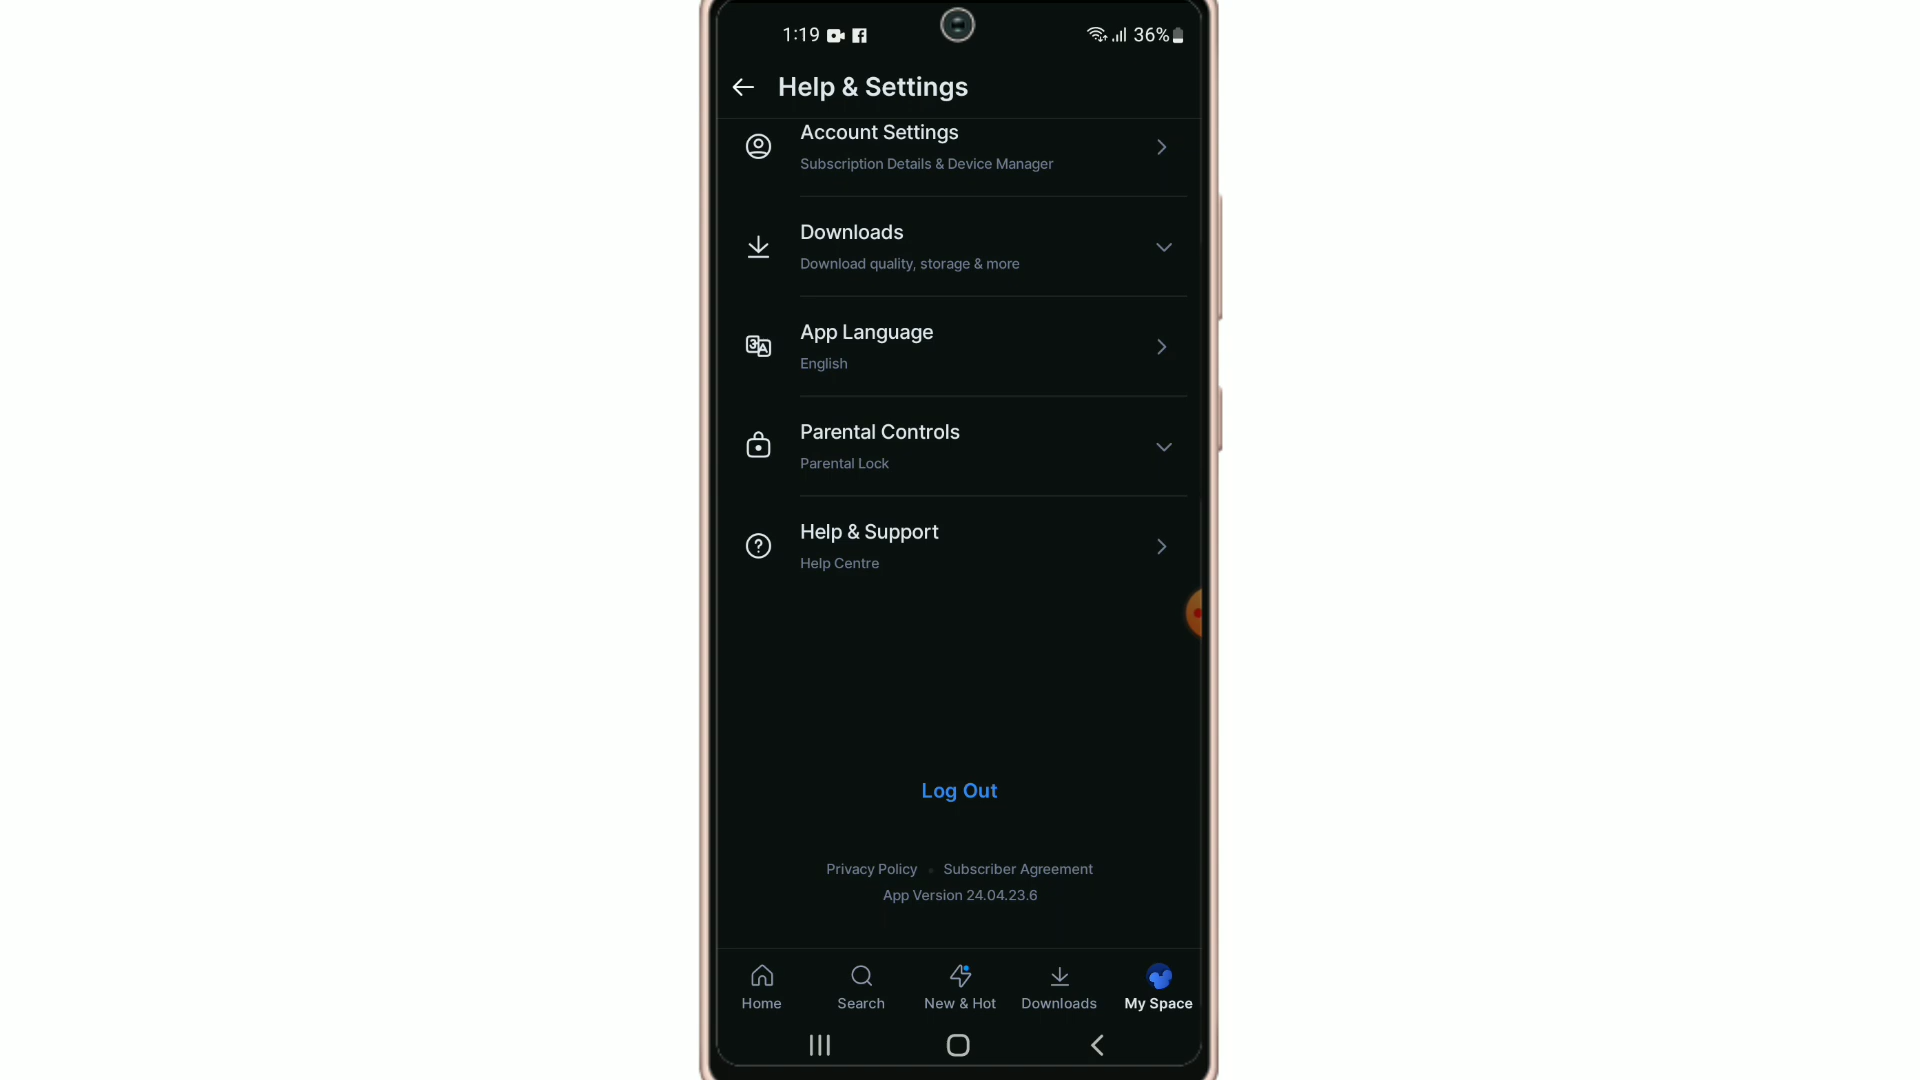 1:19
36%
Help & Settings
Account Settings
Subscription Details & Device Manager
Downloads
Download quality, storage & more
App Language
English
Parental Controls
Parental Lock
Help & Support
Help Centre
Log Out
Privacy Policy • Subscriber Agreement
App Version 24.04.23.6
Home Search New & Hot Downloads My Space